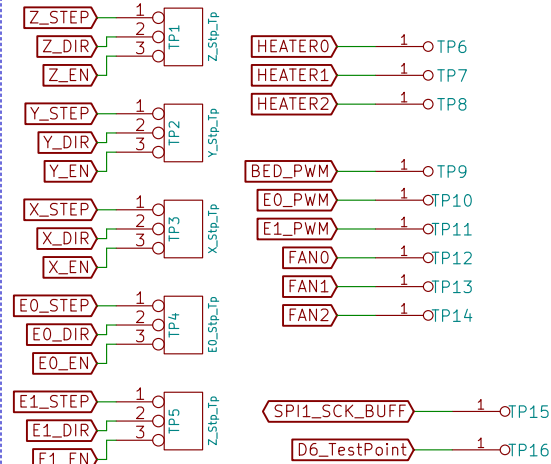 Z_STEP 1
Z_DIR 2
Z_EN 3
TP1
Z_Stp_Tp
Y_STEP 1
Y_DIR 2
Y_EN 3
TP2
Y_Stp_Tp
X_STEP 1
X_DIR 2
X_EN 3
TP3
X_Stp_Tp
E0_STEP 1
E0_DIR 2
E0_EN 3
TP4
E0_Stp_Tp
E1_STEP 1
E1_DIR 2
E1_EN 3
TP5
Z_Stp_Tp
HEATER0 1 TP6
HEATER1 1 TP7
HEATER2 1 TP8
BED_PWM 1 TP9
E0_PWM 1 TP10
E1_PWM 1 TP11
FAN0 1 TP12
FAN1 1 TP13
FAN2 1 TP14
SPI1_SCK_BUFF 1 TP15
D6_TestPoint 1 TP16